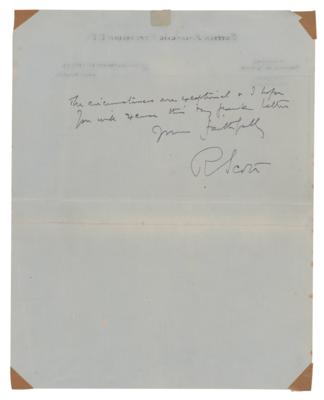 The circumstances are exceptional & I hope
You will excuse this very frank letter
Yours faithfully
R Scott